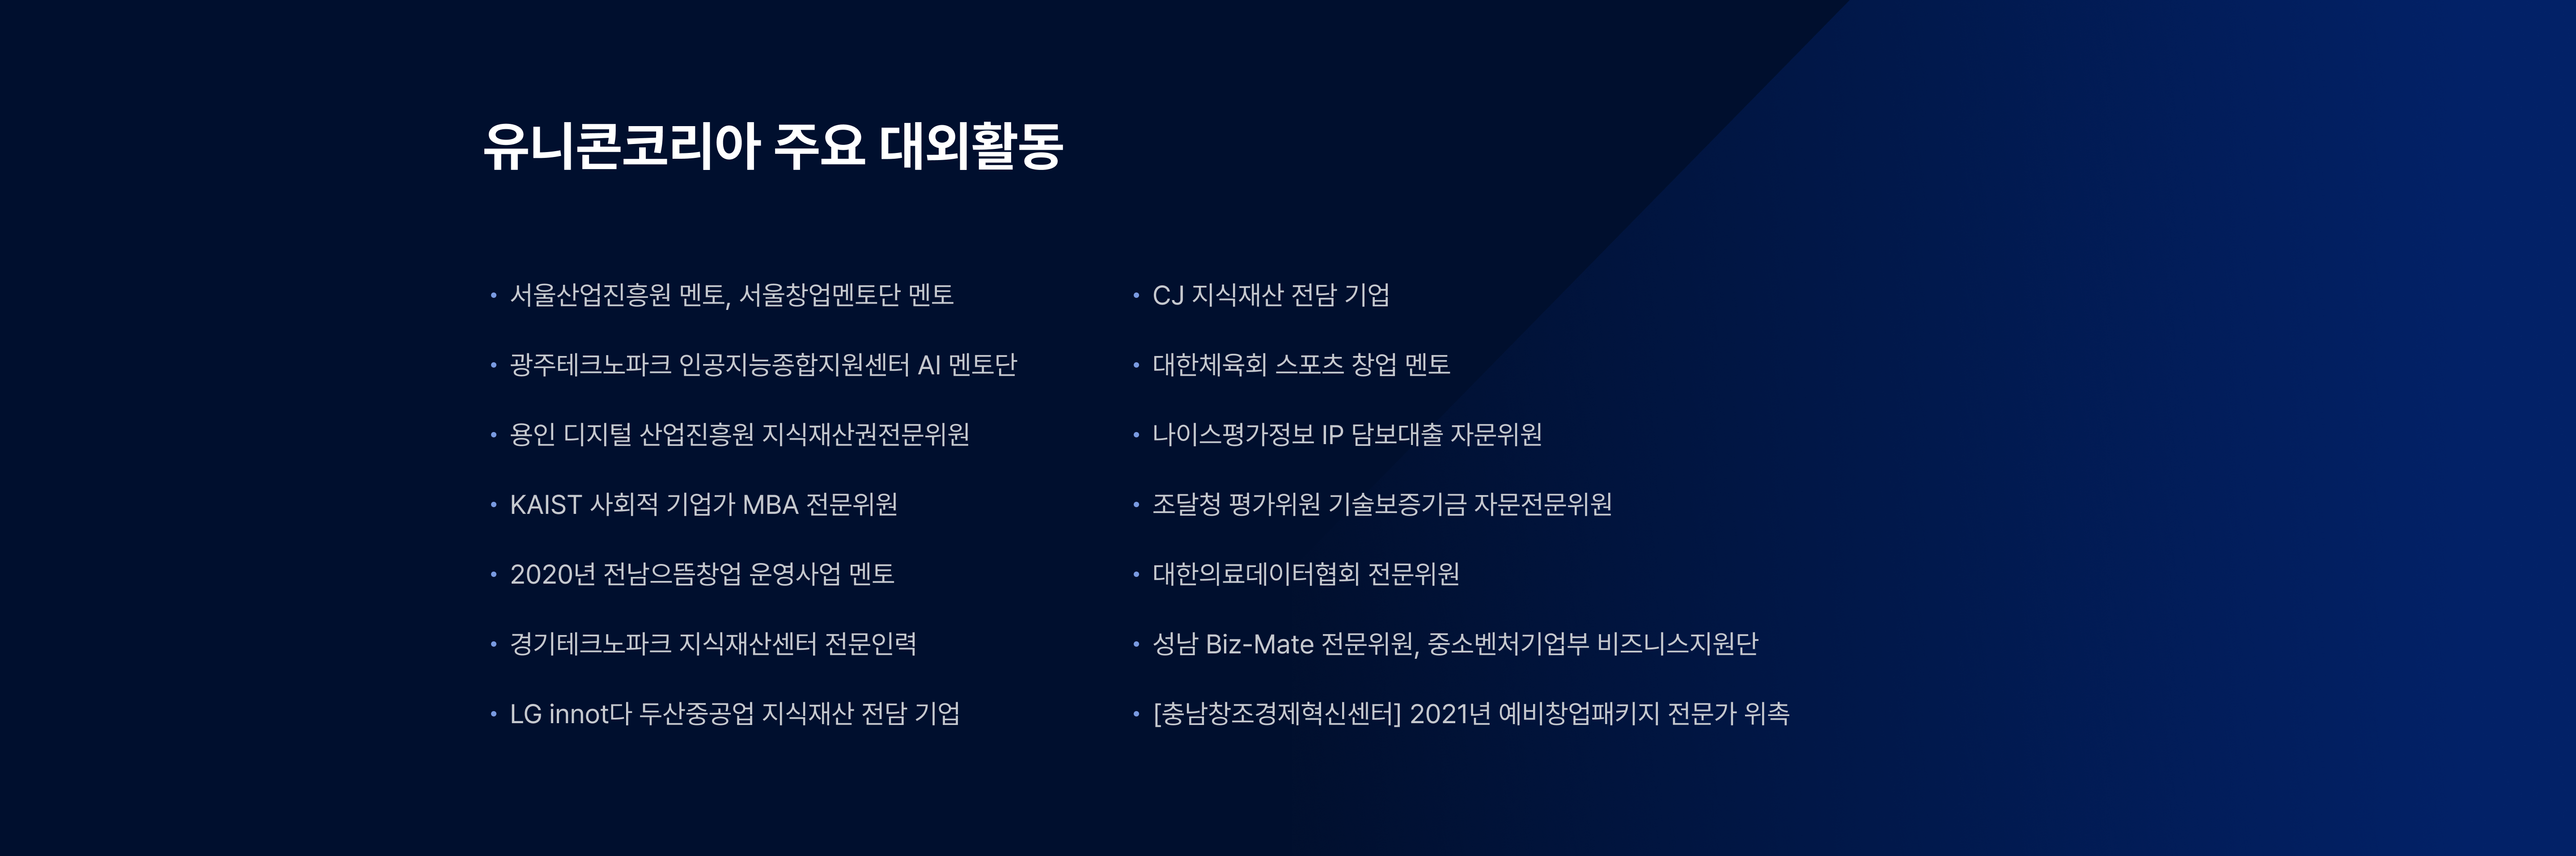 유니콘코리아 주요 대외활동
• 서울산업진흥원 멘토, 서울창업멘토단 멘토
• 광주테크노파크 인공지능종합지원센터 AI 멘토단
• 용인 디지털 산업진흥원 지식재산권전문위원
• KAIST 사회적 기업가 MBA 전문위원
• 2020년 전남으뜸창업 운영사업 멘토
• 경기테크노파크 지식재산센터 전문인력
• LG innot다 두산중공업 지식재산 전담 기업
• CJ 지식재산 전담 기업
• 대한체육회 스포츠 창업 멘토
• 나이스평가정보 IP 담보대출 자문위원
• 조달청 평가위원 기술보증기금 자문전문위원
• 대한의료데이터협회 전문위원
• 성남 Biz-Mate 전문위원, 중소벤처기업부 비즈니스지원단
• [충남창조경제혁신센터] 2021년 예비창업패키지 전문가 위촉